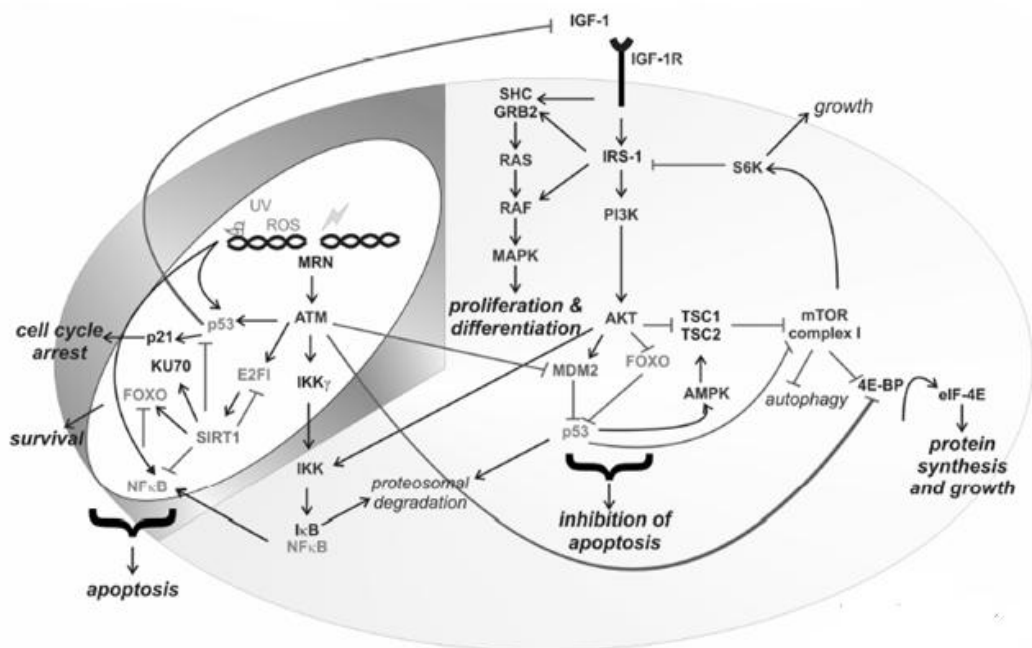 IGF-1
IGF-1R
SHC
GRB2
growth
RAS
IRS-1
S6K
UV
ROS
RAF
PI3K
MRN
MAPK
proliferation &
differentiation
cell cycle
arrest
p21
p53
ATM
AKT
TSC1
TSC2
mTOR
complex I
KU70
E2FI
IKKγ
MDM2
FOXO
AMPK
autophagy
4E-BP
eIF-4E
FOXO
survival
SIRT1
p53
protein
synthesis
and growth
NFκB
IKK
proteosomal
degradation
IκB
NFκB
inhibition of
apoptosis
apoptosis